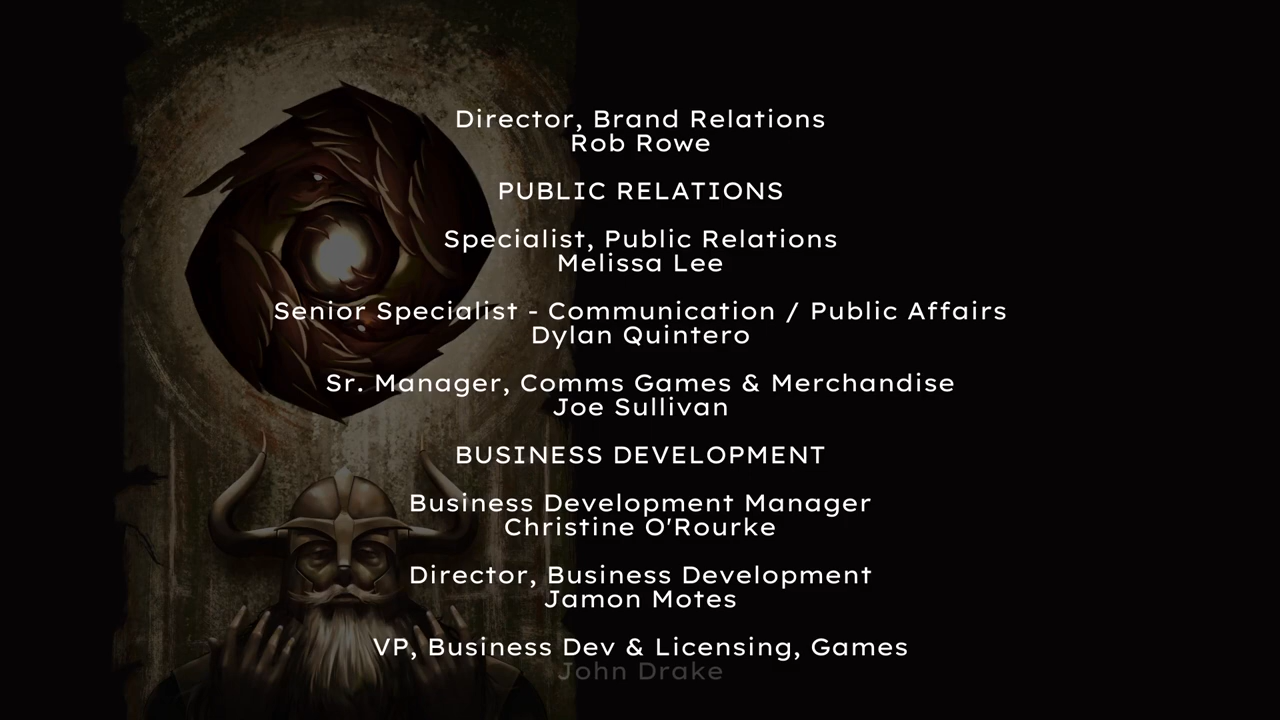 Director, Brand Relations
Rob Rowe
PUBLIC RELATIONS
Specialist, Public Relations
Melissa Lee
Senior Specialist - Communication / Public Affairs
Dylan Quintero
Sr. Manager, Comms Games & Merchandise
Joe Sullivan
BUSINESS DEVELOPMENT
Business Development Manager
Christine O'Rourke
Director, Business Development
Jamon Motes
VP, Business Dev & Licensing, Games
John Drake